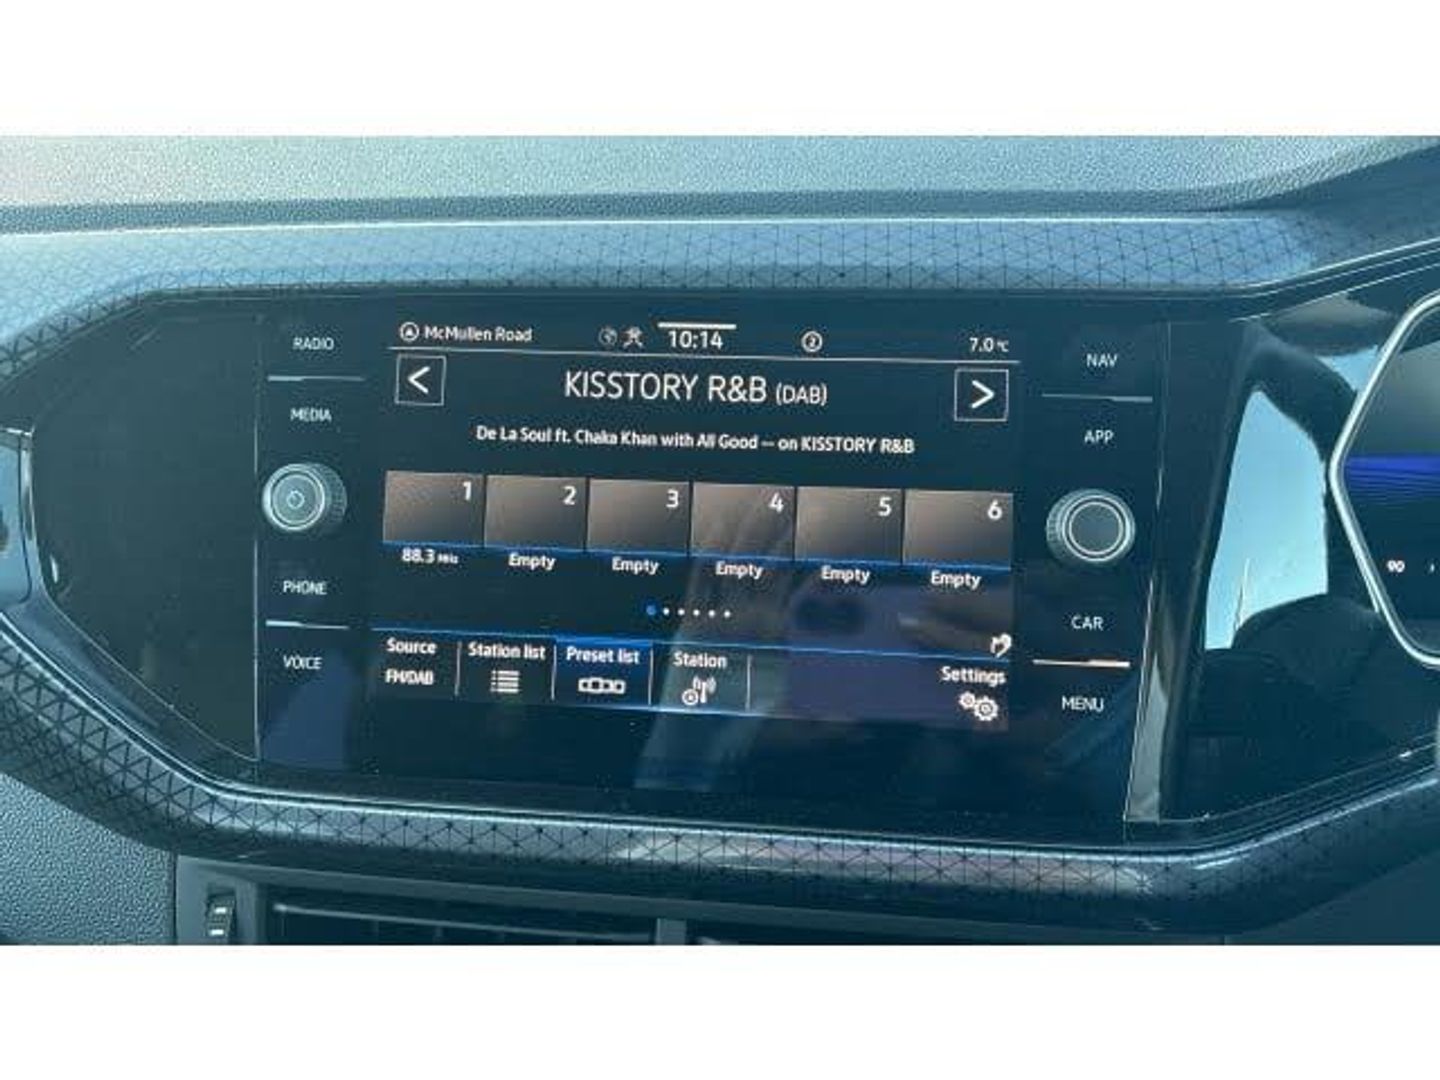 RADIO
MEDIA
PHONE
VOICE
McMullen Road
10:14
2
7.0 °C
<
KISSTORY R&B (DAB)
>
De La Soul ft. Chaka Khan with All Good – on KISSTORY R&B
1 2 3 4 5 6
88.3 MHz Empty Empty Empty Empty Empty
Source Station list Preset list Station Settings
FM/DAB
NAV
APP
CAR
MENU
90